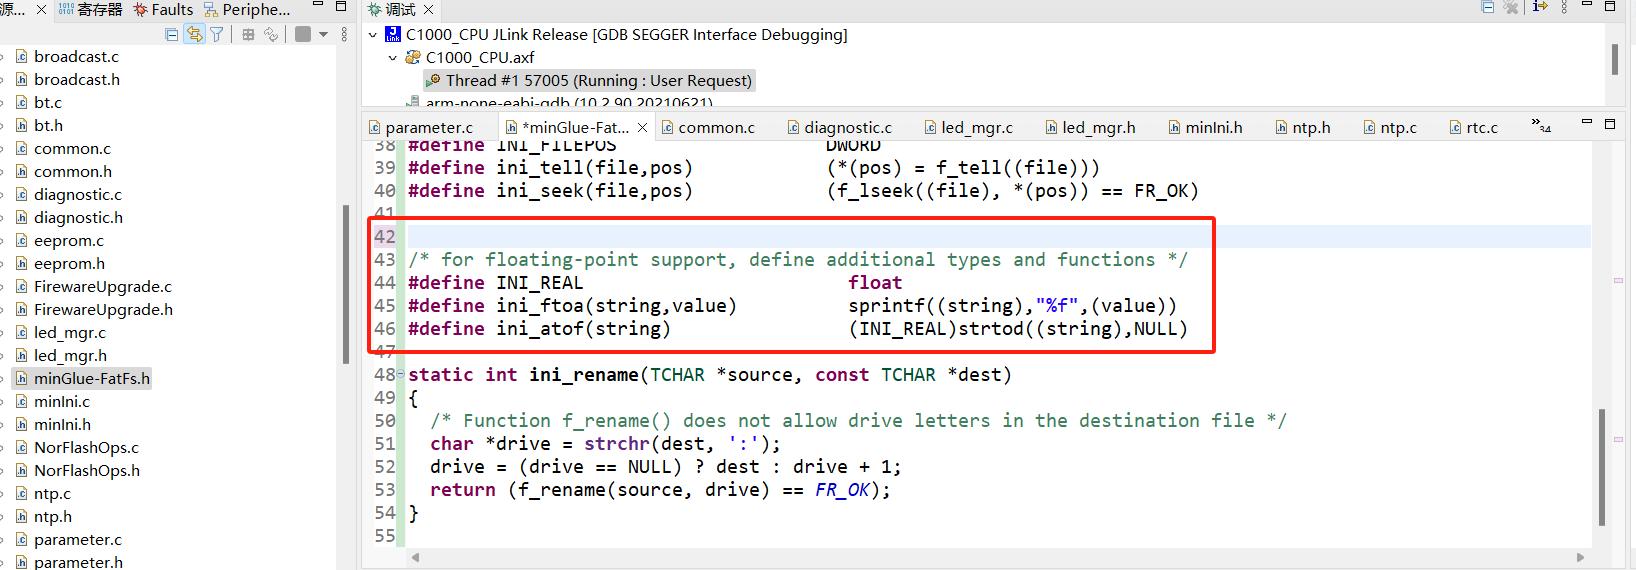 源... 寄存器 Faults Periphe...
broadcast.c
broadcast.h
bt.c
bt.h
common.c
common.h
diagnostic.c
diagnostic.h
eeprom.c
eeprom.h
FirewareUpgrade.c
FirewareUpgrade.h
led_mgr.c
led_mgr.h
minGlue-FatFs.h
minIni.c
minIni.h
NorFlashOps.c
NorFlashOps.h
ntp.c
ntp.h
parameter.c
parameter.h
调试
C1000_CPU JLink Release [GDB SEGGER Interface Debugging]
C1000_CPU.axf
Thread #1 57005 (Running : User Request)
arm-none-eabi-gdb (10.2.90.20210621)
parameter.c *minGlue-Fat... common.c diagnostic.c led_mgr.c led_mgr.h minIni.h ntp.h ntp.c rtc.c 34
38 #define INI_FILEPOS DWORD
39 #define ini_tell(file,pos) (*(pos) = f_tell((file)))
40 #define ini_seek(file,pos) (f_lseek((file), *(pos)) == FR_OK)
41
42
43 /* for floating-point support, define additional types and functions */
44 #define INI_REAL float
45 #define ini_ftoa(string,value) sprintf((string),"%f",(value))
46 #define ini_atof(string) (INI_REAL)strtod((string),NULL)
47
48 static int ini_rename(TCHAR *source, const TCHAR *dest)
49 {
50 /* Function f_rename() does not allow drive letters in the destination file */
51 char *drive = strchr(dest, ':');
52 drive = (drive == NULL) ? dest : drive + 1;
53 return (f_rename(source, drive) == FR_OK);
54 }
55